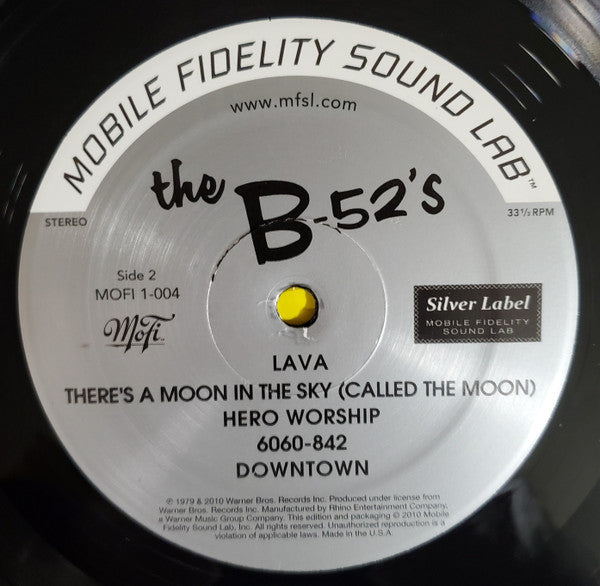 MOBILE FIDELITY SOUND LAB™
www.mfsl.com
the B-52's
STEREO
33⅓ RPM
Side 2
MOFI 1-004
MoFi
Silver Label
MOBILE FIDELITY
SOUND LAB
LAVA
THERE'S A MOON IN THE SKY (CALLED THE MOON)
HERO WORSHIP
6060-842
DOWNTOWN
℗ 1979 & 2010 Warner Bros. Records Inc. Produced under license from
Warner Bros. Records Inc. Manufactured by Rhino Entertainment Company,
a Warner Music Group Company. This edition and packaging © 2010 Mobile
Fidelity Sound Lab, Inc. All rights reserved. Unauthorized reproduction is a
violation of applicable laws. Made in the U.S.A.